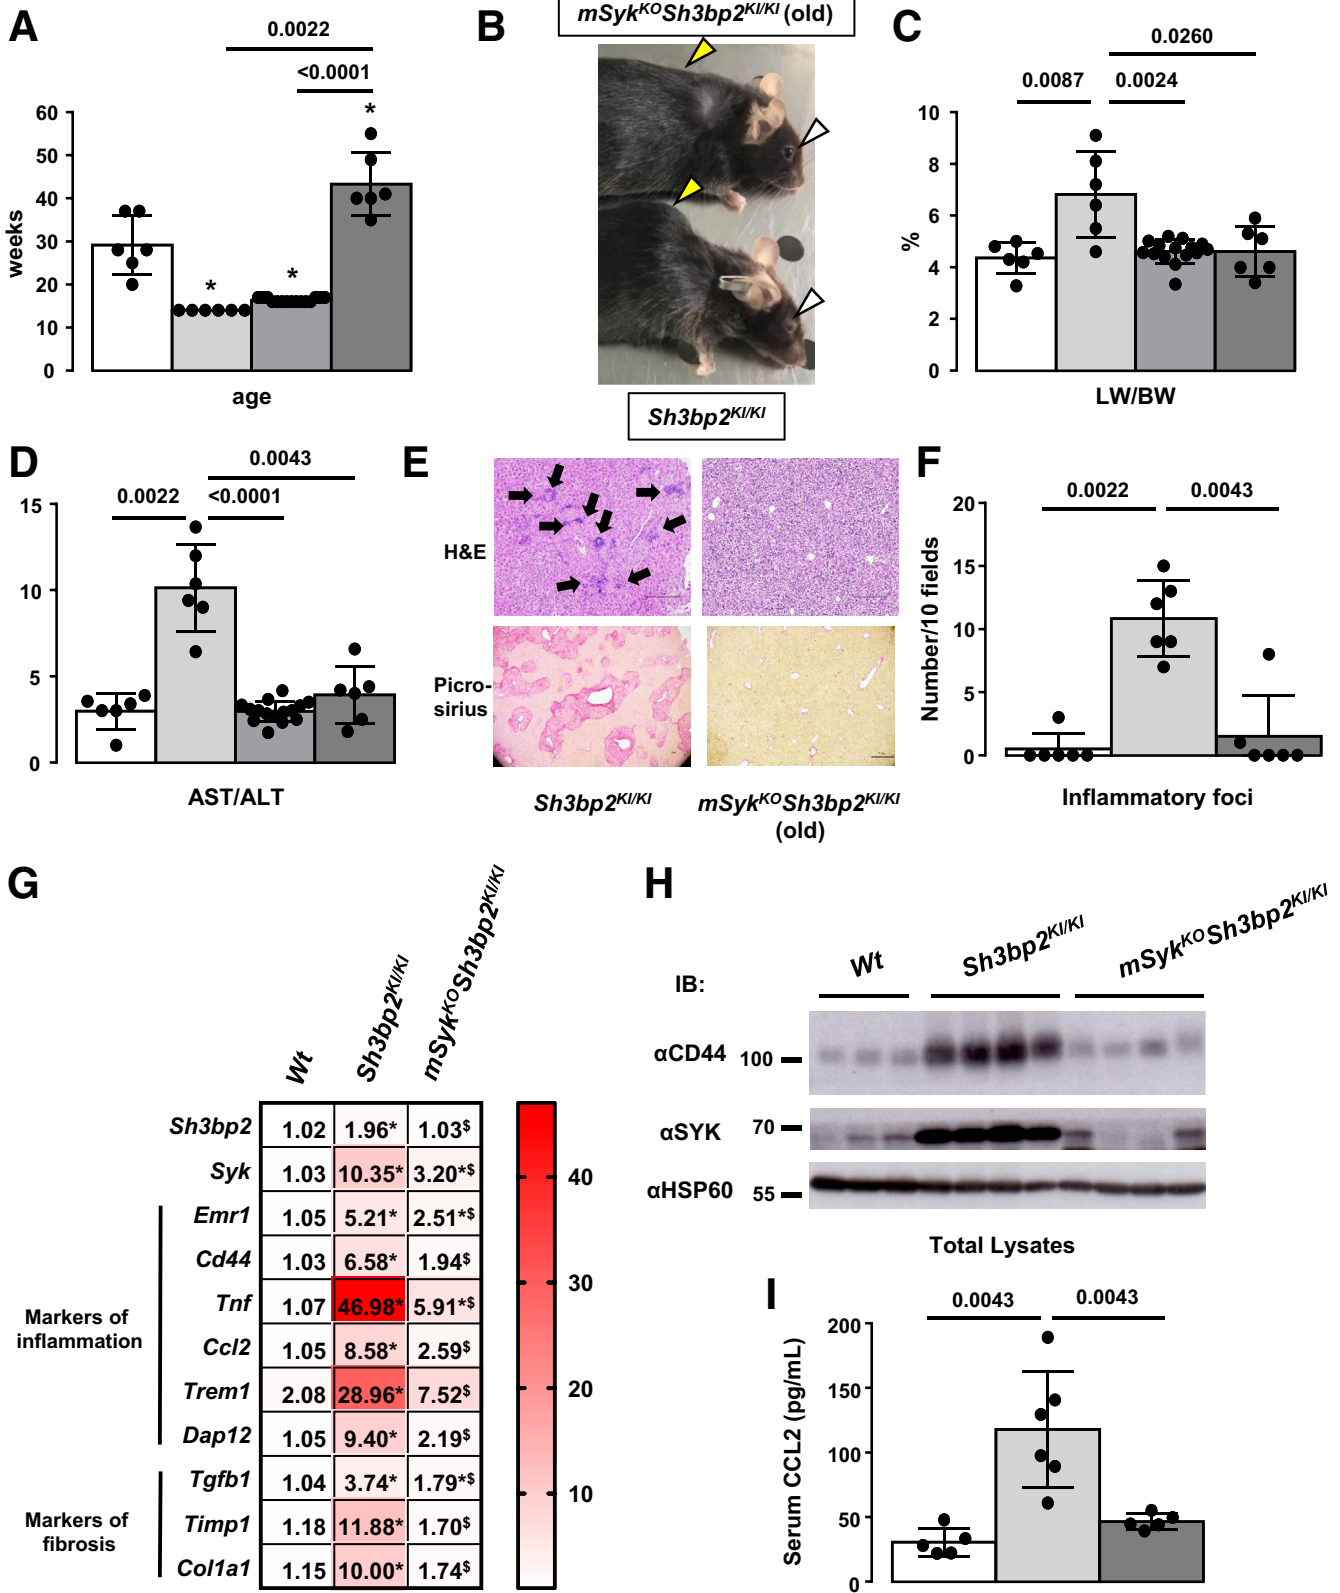 A
0.0022
<0.0001
*
60
50
40
30
20
10
0
weeks
*
*
age
B
mSyk^KO Sh3bp2^KI/KI (old)
Sh3bp2^KI/KI
C
0.0260
0.0087
0.0024
10
8
6
4
2
0
%
LW/BW
D
0.0043
0.0022
<0.0001
15
10
5
0
AST/ALT
E
H&E
Picro-
sirius
Sh3bp2^KI/KI
mSyk^KO Sh3bp2^KI/KI
(old)
F
0.0022
0.0043
20
15
10
5
0
Number/10 fields
Inflammatory foci
G
Wt
Sh3bp2^KI/KI
mSyk^KO Sh3bp2^KI/KI
Sh3bp2 1.02 1.96* 1.03$
Syk 1.03 10.35* 3.20*$
Emr1 1.05 5.21* 2.51*$
Cd44 1.03 6.58* 1.94$
Tnf 1.07 46.98* 5.91*$
Ccl2 1.05 8.58* 2.59$
Trem1 2.08 28.96* 7.52$
Dap12 1.05 9.40* 2.19$
Tgfb1 1.04 3.74* 1.79*$
Timp1 1.18 11.88* 1.70$
Col1a1 1.15 10.00* 1.74$
Markers of
inflammation
Markers of
fibrosis
40
30
20
10
H
Wt
Sh3bp2^KI/KI
mSyk^KO Sh3bp2^KI/KI
IB:
αCD44 100
αSYK 70
αHSP60 55
Total Lysates
I
0.0043
0.0043
200
150
100
50
0
Serum CCL2 (pg/mL)